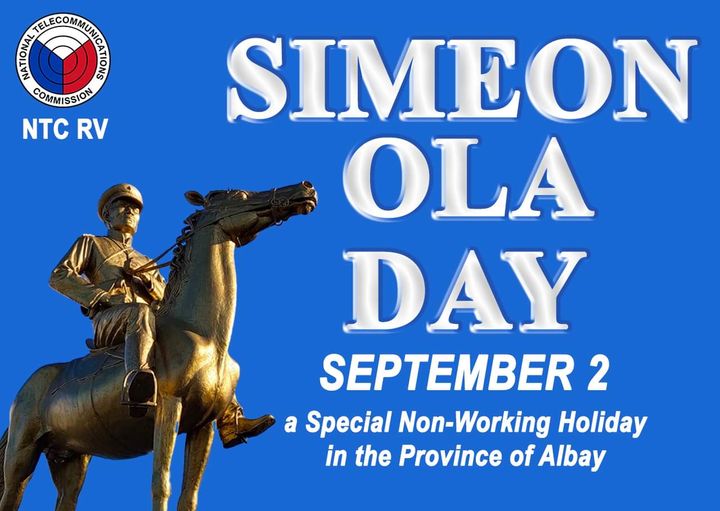 NATIONAL TELECOMMUNICATIONS
COMMISSION
NTC RV
SIMEON
OLA
DAY
SEPTEMBER 2
a Special Non-Working Holiday
in the Province of Albay